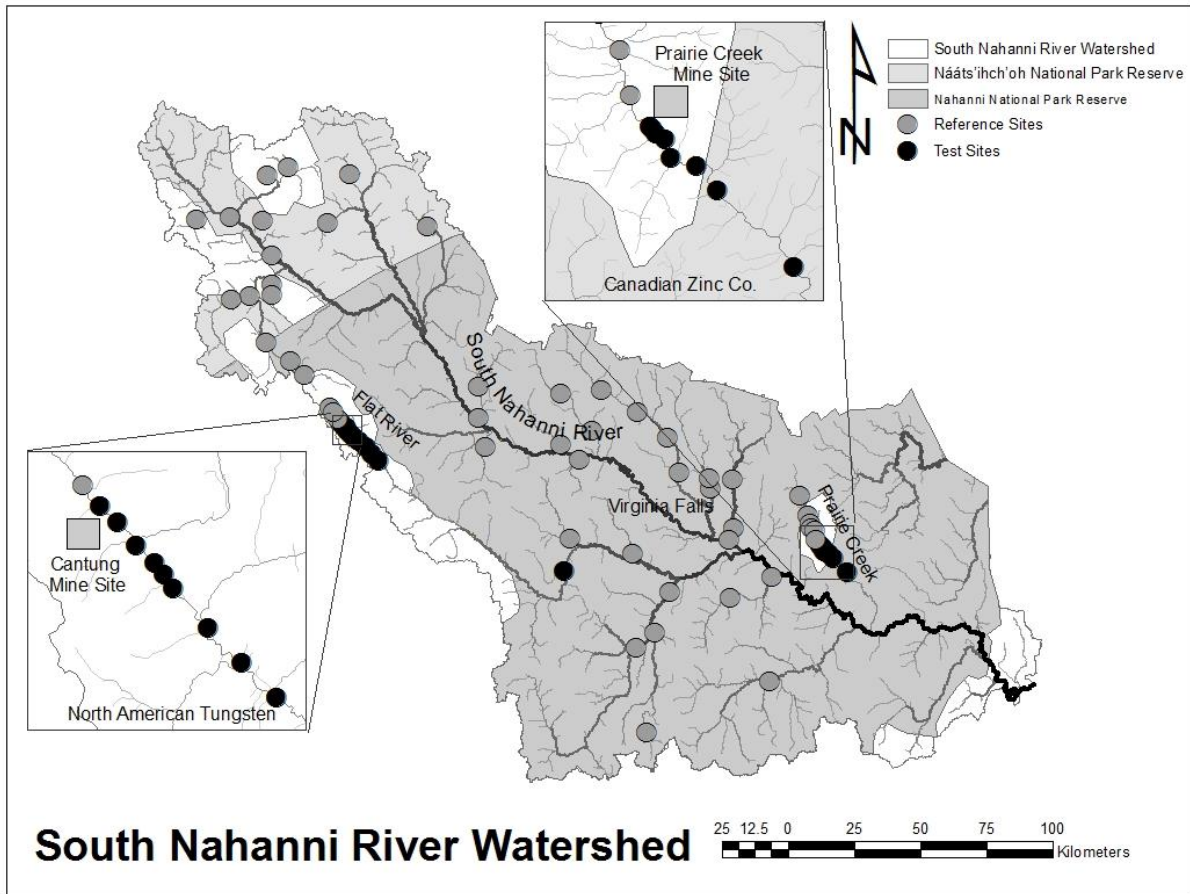 Prairie Creek
Mine Site
Canadian Zinc Co.
N
South Nahanni River Watershed
Nááts'ihch'oh National Park Reserve
Nahanni National Park Reserve
Reference Sites
Test Sites
South Nahanni River
Flat River
Virginia Falls
Prairie Creek
Cantung
Mine Site
North American Tungsten
South Nahanni River Watershed
25 12.5 0 25 50 75 100
Kilometers